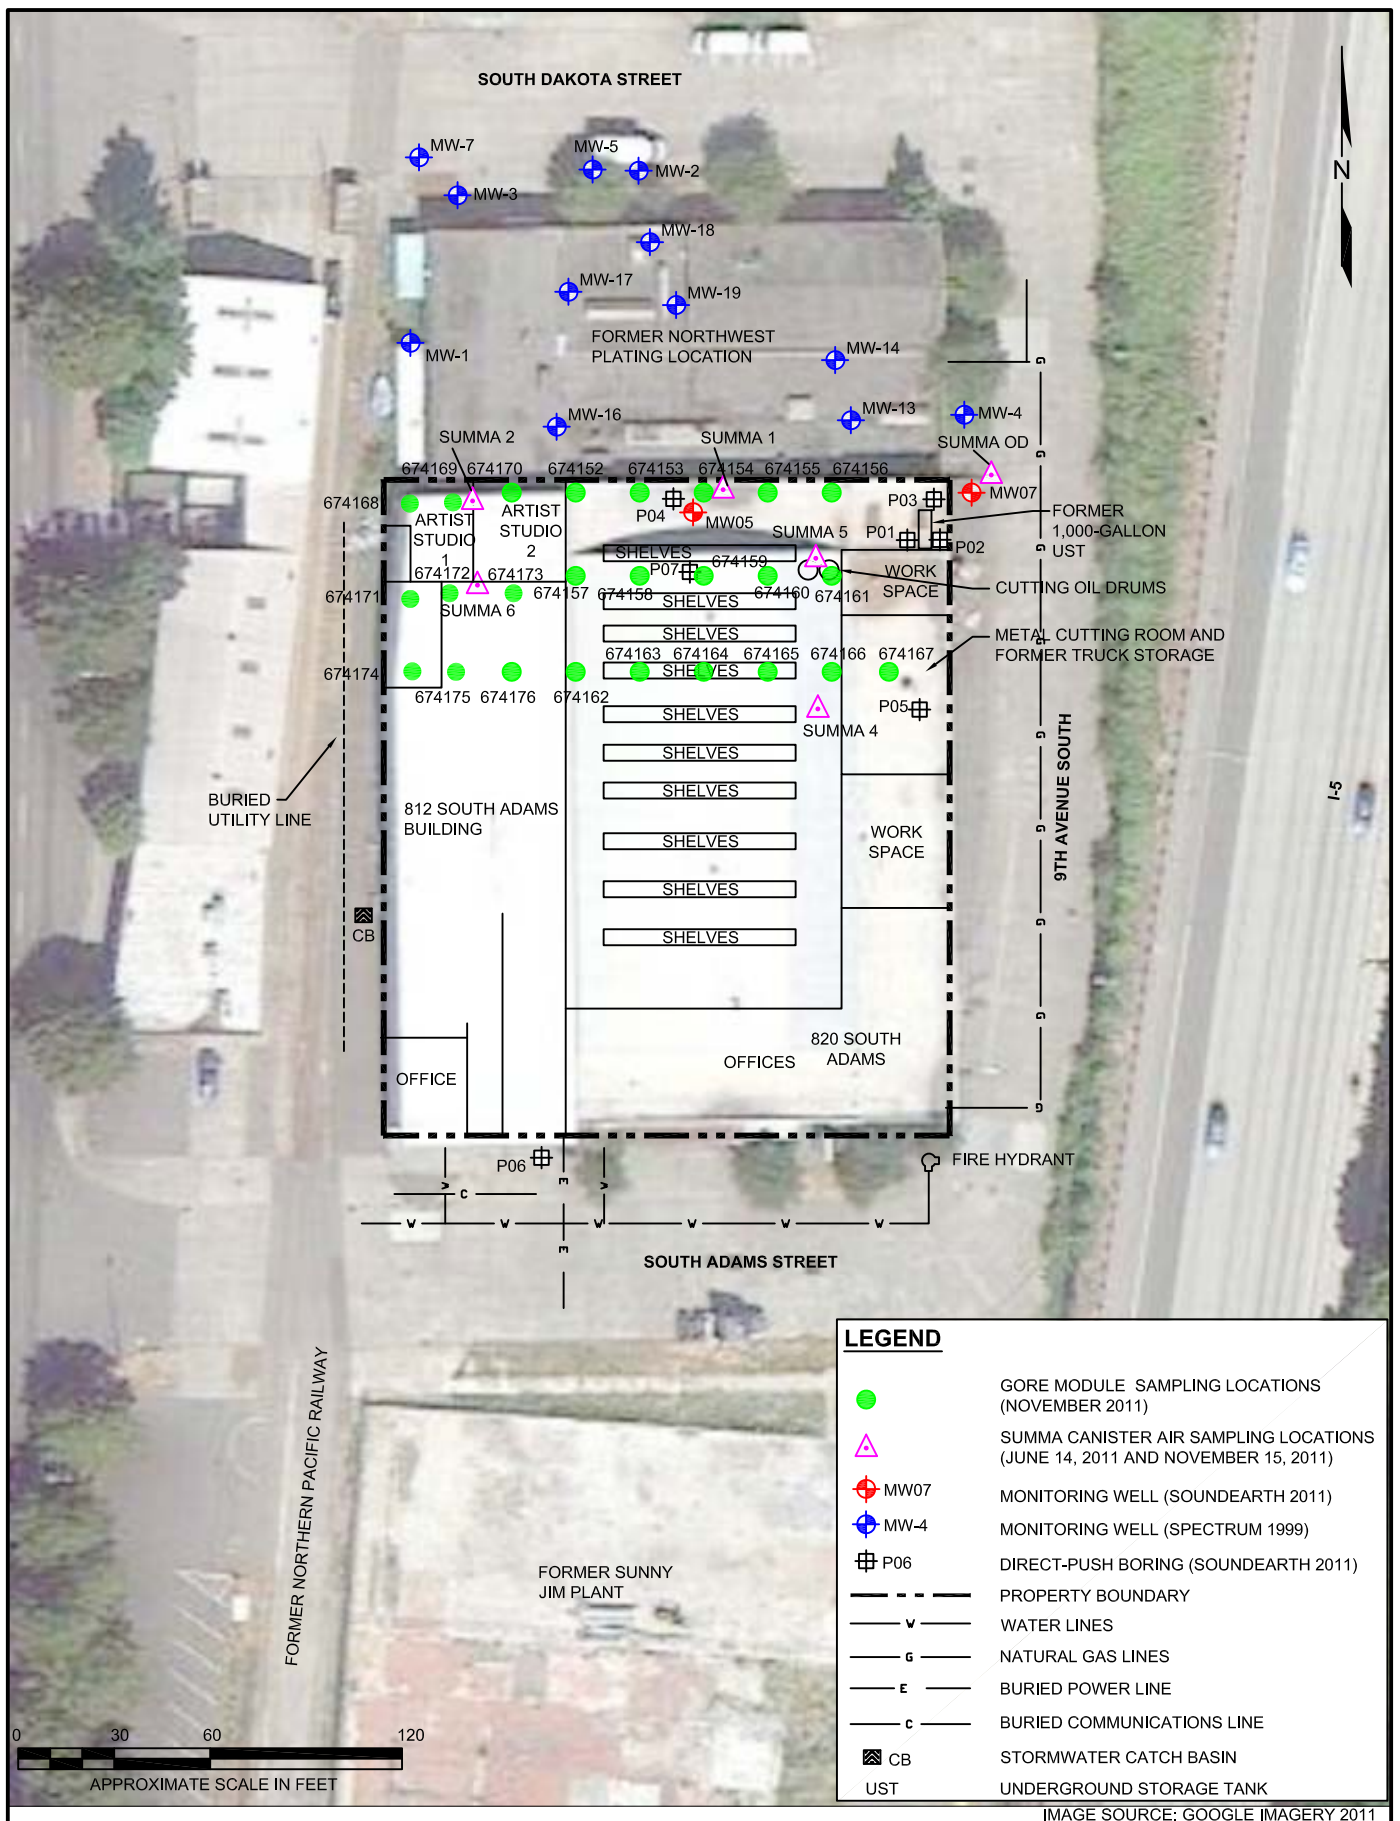 SOUTH DAKOTA STREET
N
MW-7
MW-5
MW-2
MW-3
MW-18
MW-17
MW-19
FORMER NORTHWEST
PLATING LOCATION
MW-1
MW-14
G
MW-16
MW-13
MW-4
SUMMA 2
SUMMA 1
SUMMA OD
G
674169
674170
674152
674153
674154
674155
674156
674168
P04
MW05
P03
MW07
ARTIST
STUDIO
1
ARTIST
STUDIO
2
FORMER
1,000-GALLON
UST
P01
P02
G
SUMMA 5
SHELVES
674159
P07
WORK
SPACE
CUTTING OIL DRUMS
674172
674173
674157
674158
674160
674161
674171
SUMMA 6
SHELVES
SHELVES
METAL CUTTING ROOM AND
FORMER TRUCK STORAGE
G
674163
674164
674165
674166
674167
674174
SHELVES
674175
674176
674162
P05
SHELVES
SUMMA 4
G
SHELVES
9TH AVENUE SOUTH
I-5
SHELVES
BURIED
UTILITY LINE
812 SOUTH ADAMS
BUILDING
G
SHELVES
WORK
SPACE
SHELVES
G
CB
SHELVES
G
820 SOUTH
ADAMS
OFFICES
OFFICE
G
P06
FIRE HYDRANT
W
C
E
W
W
W
W
W
W
W
E
SOUTH ADAMS STREET
FORMER NORTHERN PACIFIC RAILWAY
FORMER SUNNY
JIM PLANT
LEGEND
GORE MODULE SAMPLING LOCATIONS
(NOVEMBER 2011)
SUMMA CANISTER AIR SAMPLING LOCATIONS
(JUNE 14, 2011 AND NOVEMBER 15, 2011)
MW07
MONITORING WELL (SOUNDEARTH 2011)
MW-4
MONITORING WELL (SPECTRUM 1999)
P06
DIRECT-PUSH BORING (SOUNDEARTH 2011)
PROPERTY BOUNDARY
W
WATER LINES
G
NATURAL GAS LINES
E
BURIED POWER LINE
C
BURIED COMMUNICATIONS LINE
CB
STORMWATER CATCH BASIN
UST
UNDERGROUND STORAGE TANK
0 30 60 120
APPROXIMATE SCALE IN FEET
IMAGE SOURCE: GOOGLE IMAGERY 2011